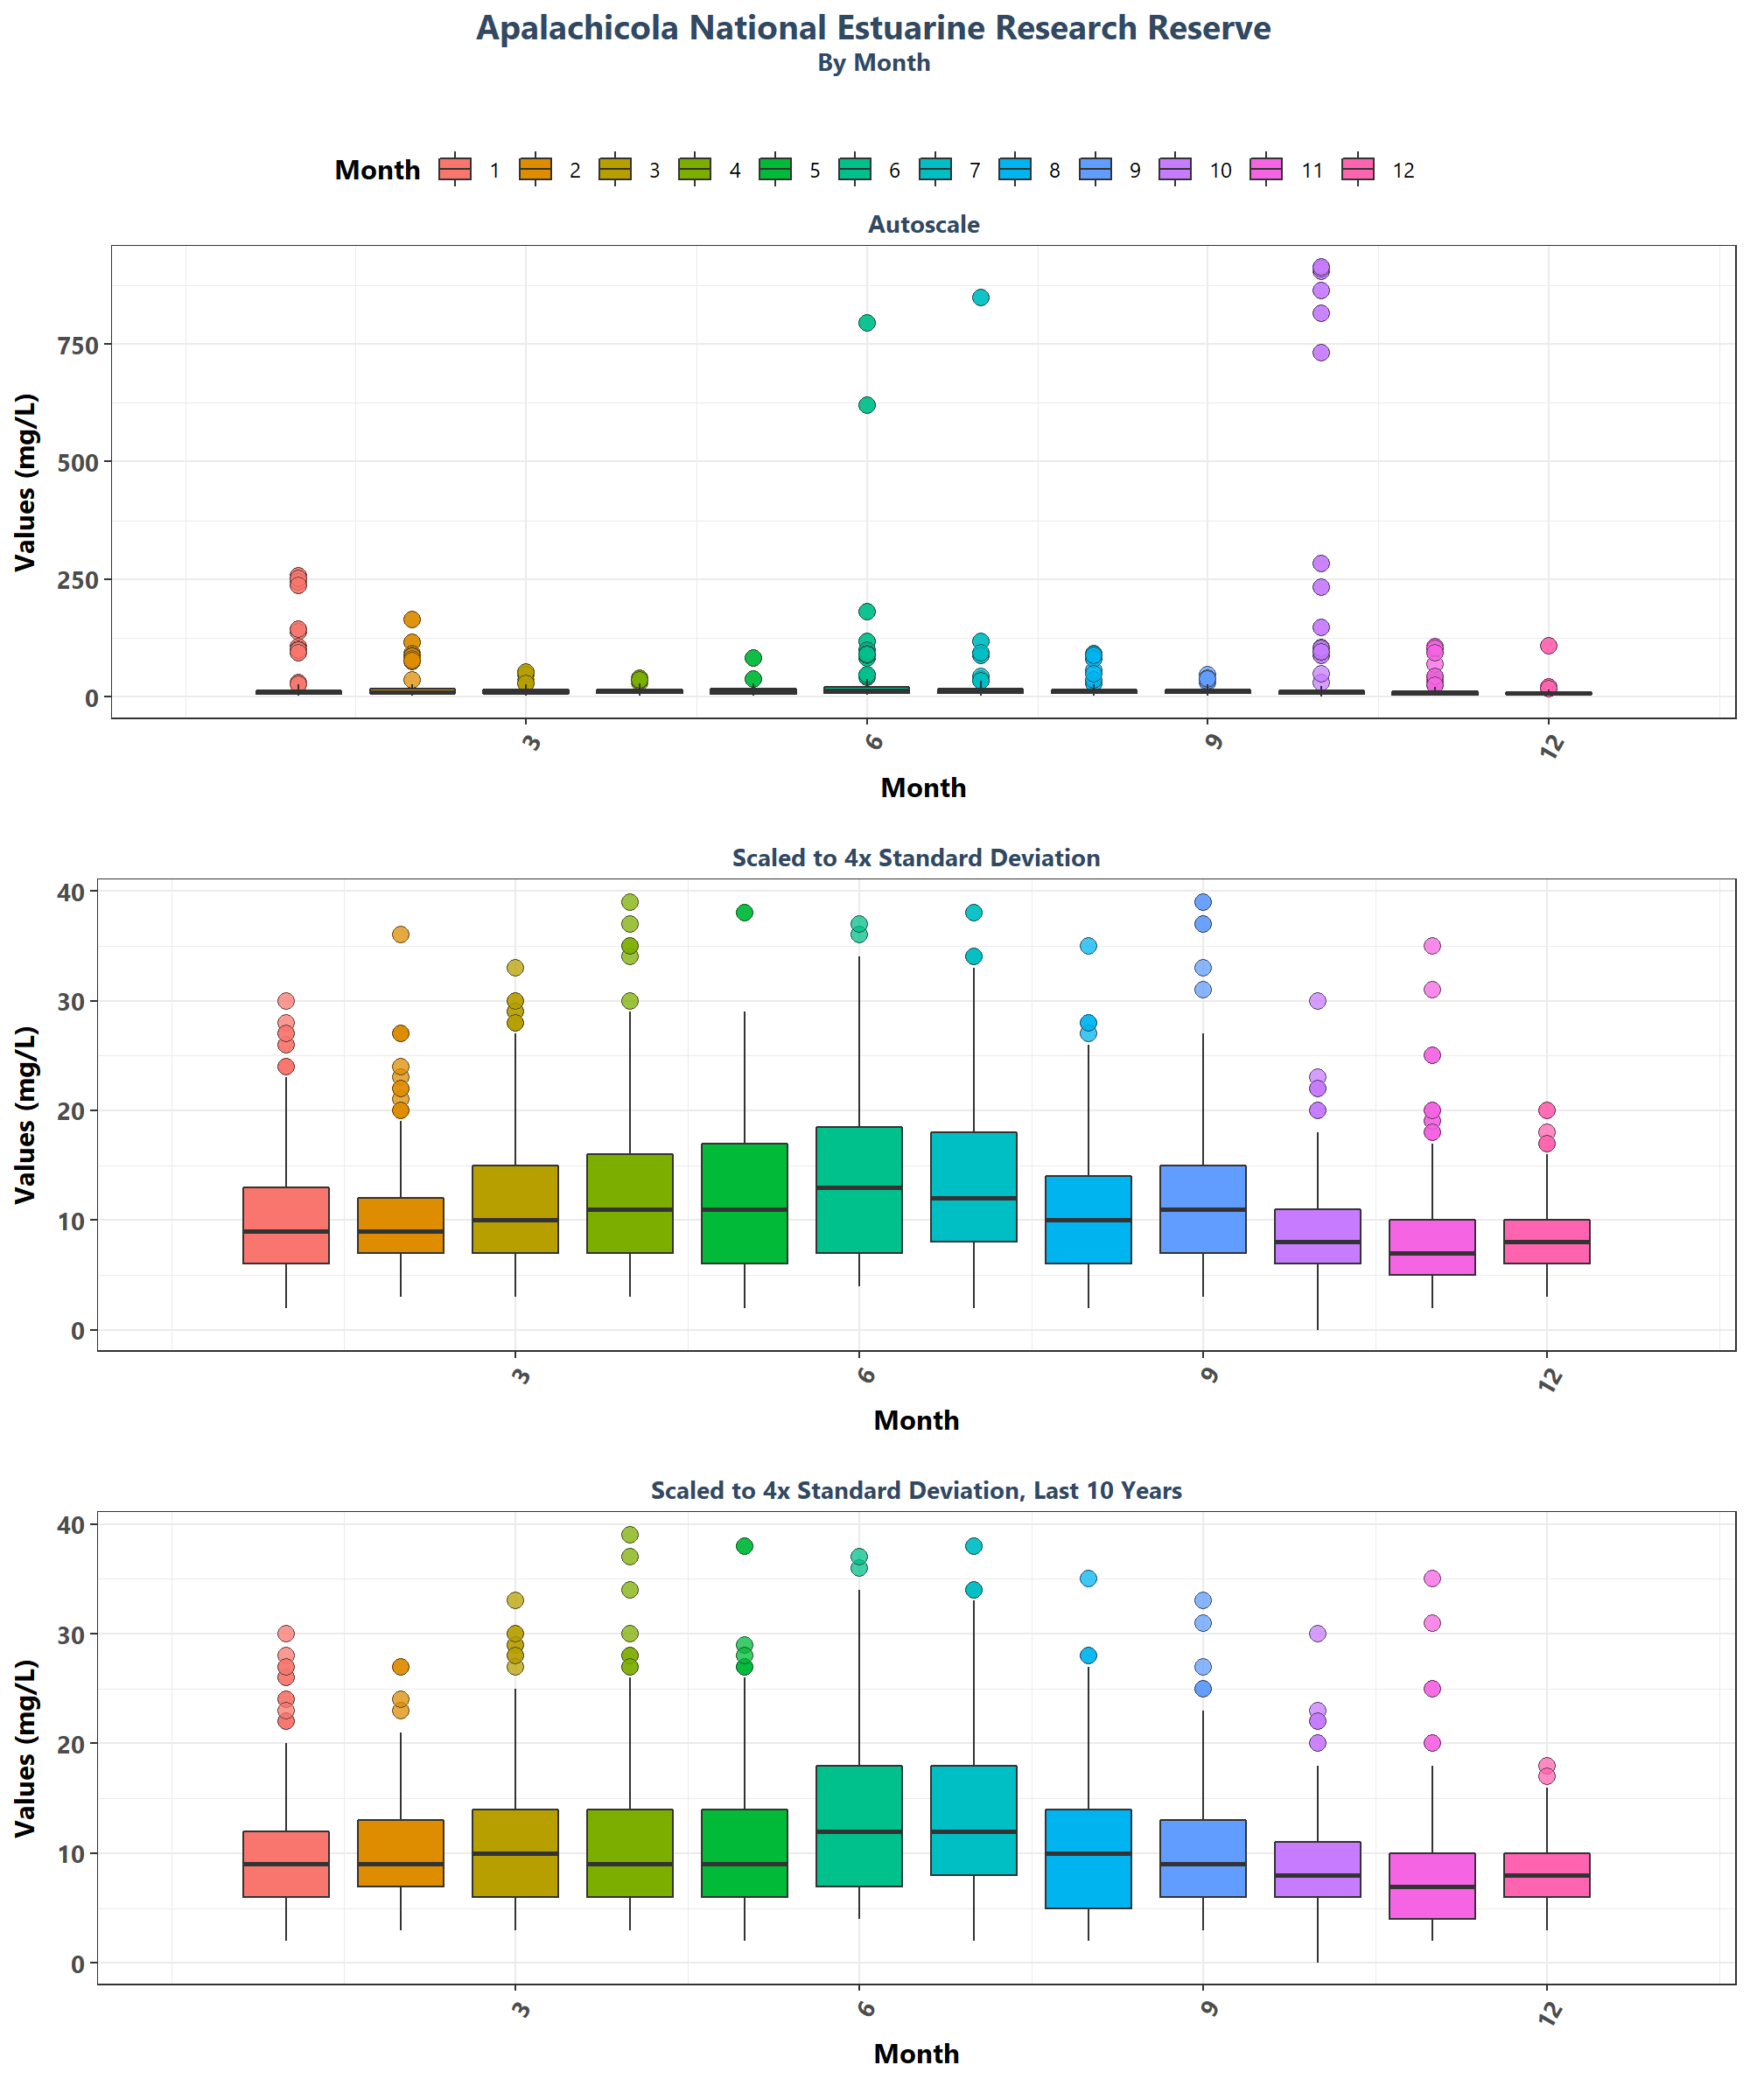 Apalachicola National Estuarine Research Reserve
By Month
Month 1 2 3 4 5 6 7 8 9 10 11 12
Autoscale
Values (mg/L)
750
500
250
0
3 6 9 12
Month
Scaled to 4x Standard Deviation
Values (mg/L)
40
30
20
10
0
3 6 9 12
Month
Scaled to 4x Standard Deviation, Last 10 Years
Values (mg/L)
40
30
20
10
0
3 6 9 12
Month